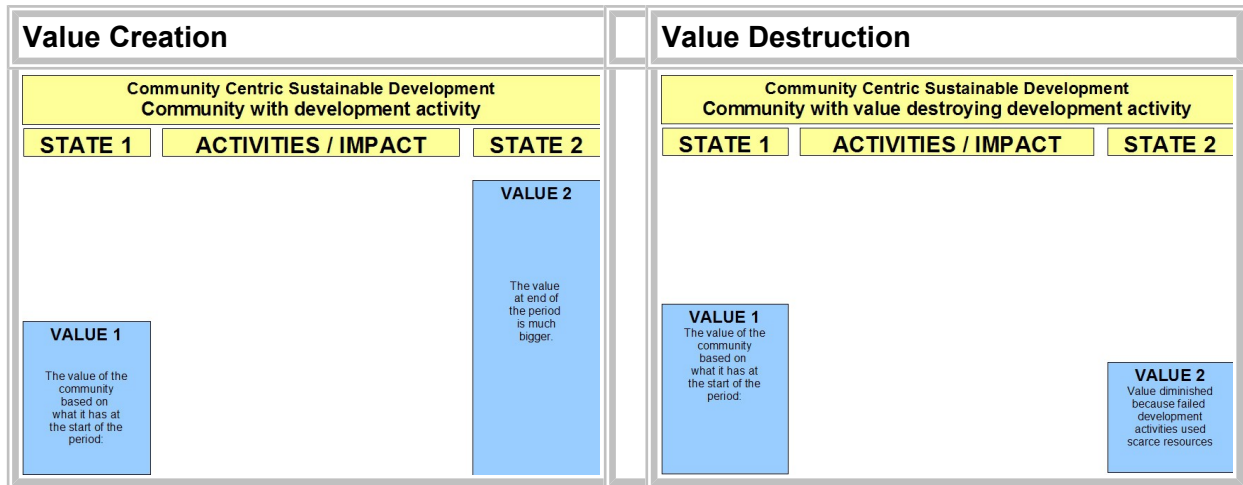 Value Creation
Community Centric Sustainable Development
Community with development activity
STATE 1
ACTIVITIES / IMPACT
STATE 2
VALUE 2
The value
at end of
the period
is much
bigger.
VALUE 1
The value of the
community
based on
what it has at
the start of the
period:
Value Destruction
Community Centric Sustainable Development
Community with value destroying development activity
STATE 1
ACTIVITIES / IMPACT
STATE 2
VALUE 1
The value of the
community
based on
what it has at
the start of the
period:
VALUE 2
Value diminished
because failed
development
activities used
scarce resources